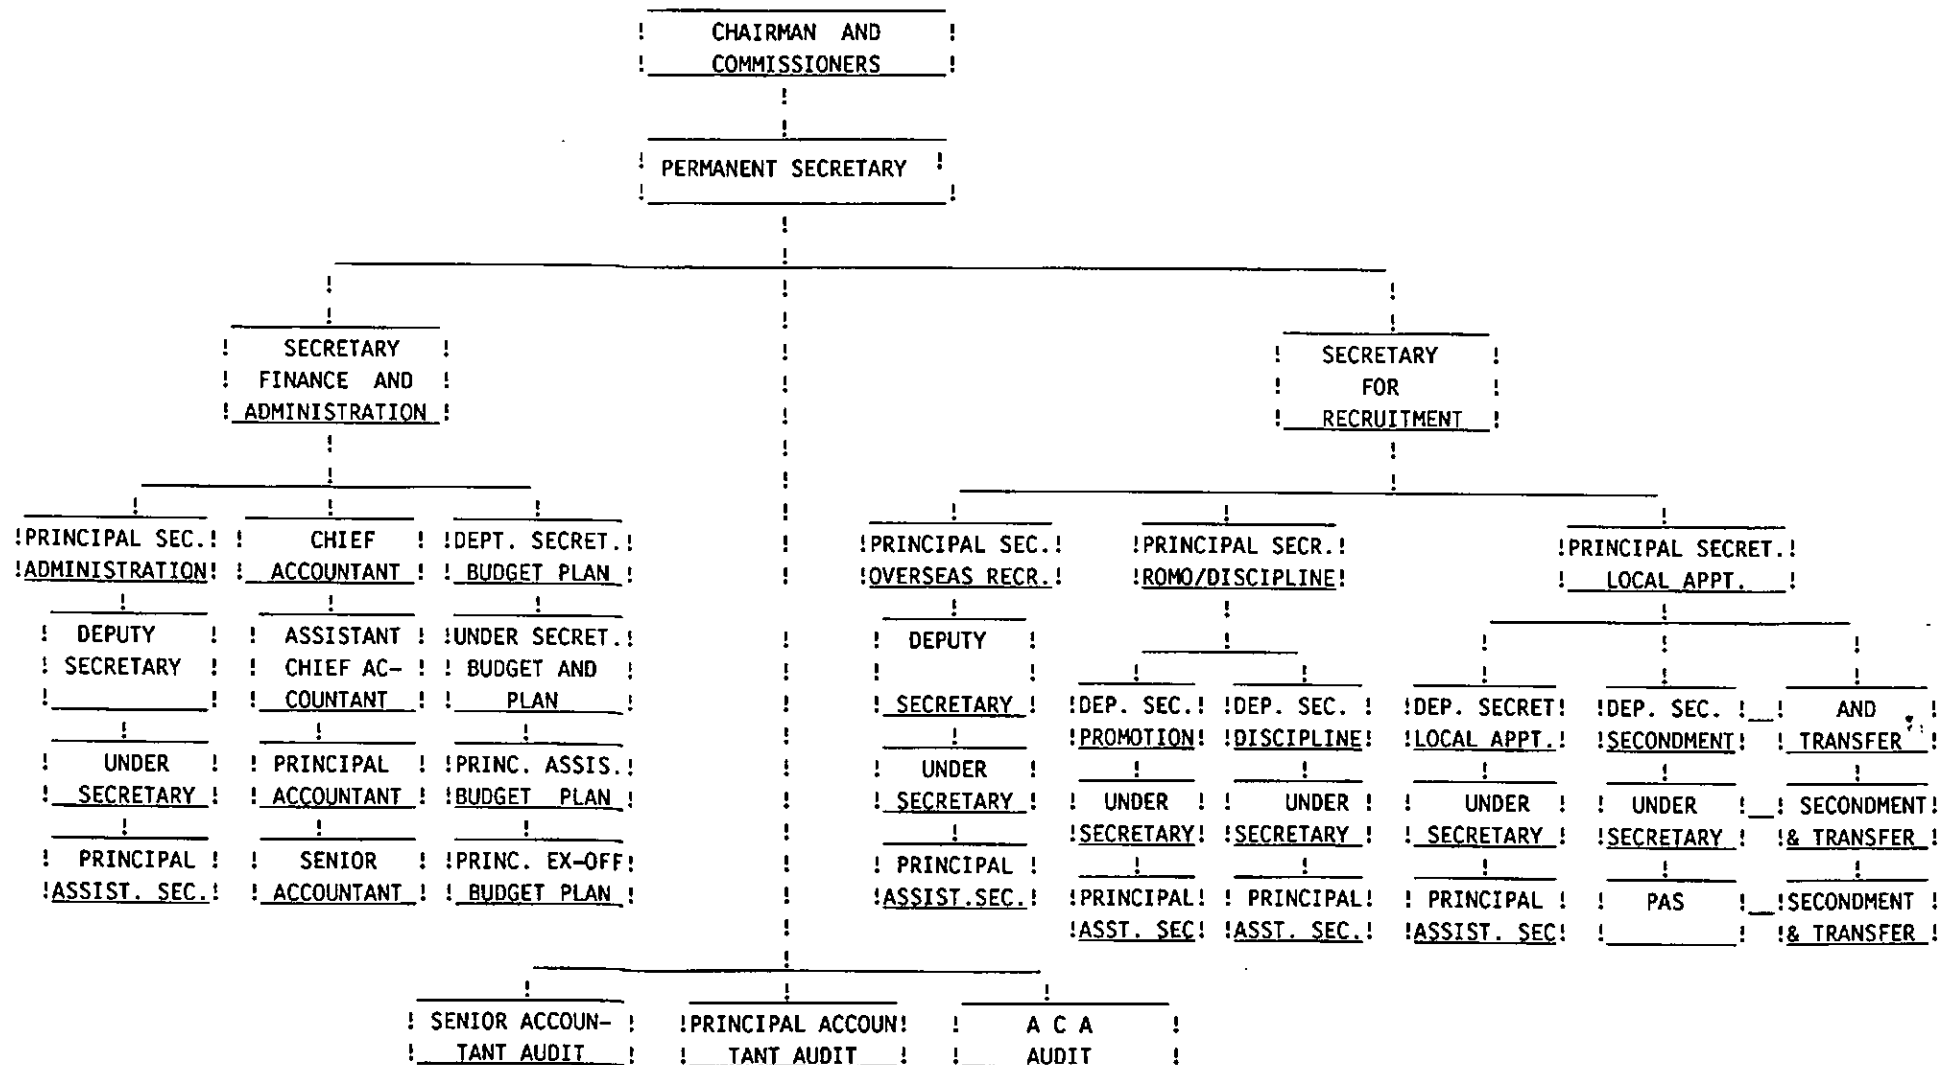 CHAIRMAN AND
COMMISSIONERS
PERMANENT SECRETARY
SECRETARY
FINANCE AND
ADMINISTRATION
SECRETARY
FOR
RECRUITMENT
PRINCIPAL SEC.
ADMINISTRATION
CHIEF
ACCOUNTANT
DEPT. SECRET.
BUDGET PLAN
PRINCIPAL SEC.
OVERSEAS RECR.
PRINCIPAL SECR.
ROMO/DISCIPLINE
PRINCIPAL SECRET.
LOCAL APPT.
DEPUTY
SECRETARY
ASSISTANT
CHIEF AC-
COUNTANT
UNDER SECRET.
BUDGET AND
PLAN
DEPUTY
SECRETARY
DEP. SEC.
PROMOTION
DEP. SEC.
DISCIPLINE
DEP. SECRET
LOCAL APPT.
DEP. SEC.
SECONDMENT
AND
TRANSFER
UNDER
SECRETARY
PRINCIPAL
ACCOUNTANT
PRINC. ASSIS.
BUDGET PLAN
UNDER
SECRETARY
UNDER
SECRETARY
UNDER
SECRETARY
UNDER
SECRETARY
UNDER
SECRETARY
SECONDMENT
& TRANSFER
PRINCIPAL
ASSIST. SEC.
SENIOR
ACCOUNTANT
PRINC. EX-OFF
BUDGET PLAN
PRINCIPAL
ASSIST.SEC.
PRINCIPAL
ASST. SEC
PRINCIPAL
ASST. SEC.
PRINCIPAL
ASSIST. SEC
PAS
SECONDMENT
& TRANSFER
SENIOR ACCOUN-
TANT AUDIT
PRINCIPAL ACCOUN
TANT AUDIT
A C A
AUDIT